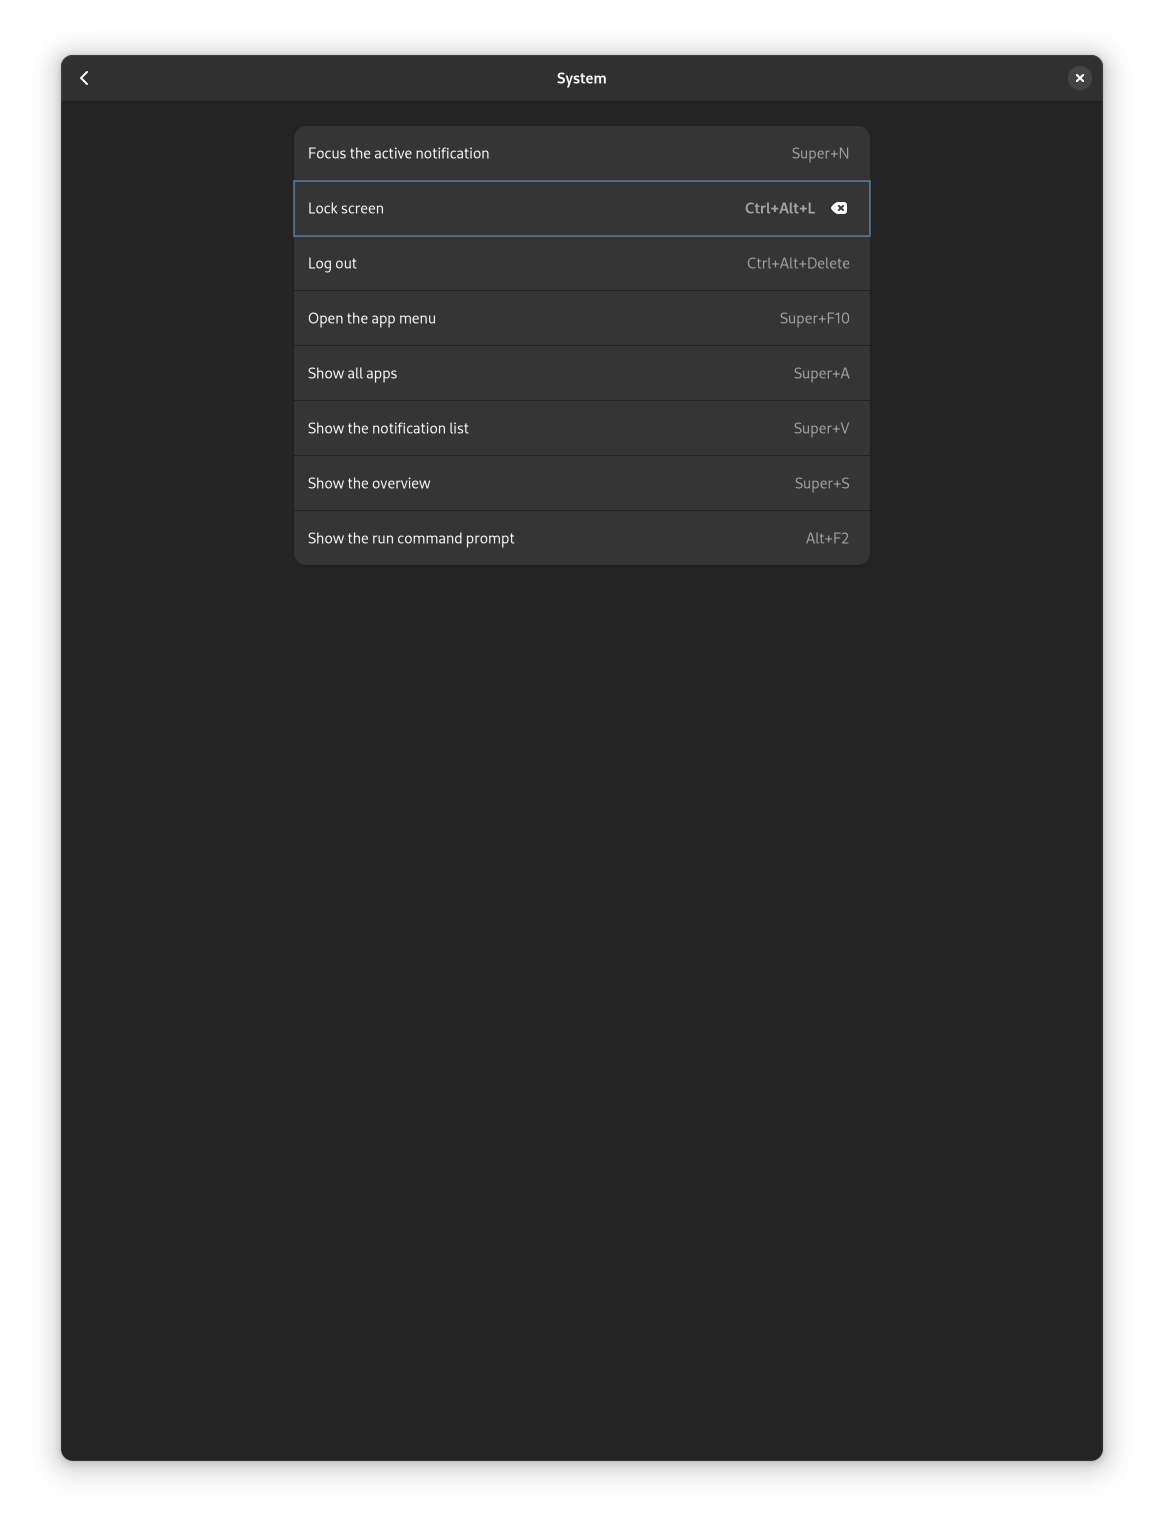 System
Focus the active notification Super+N
Lock screen Ctrl+Alt+L
Log out Ctrl+Alt+Delete
Open the app menu Super+F10
Show all apps Super+A
Show the notification list Super+V
Show the overview Super+S
Show the run command prompt Alt+F2